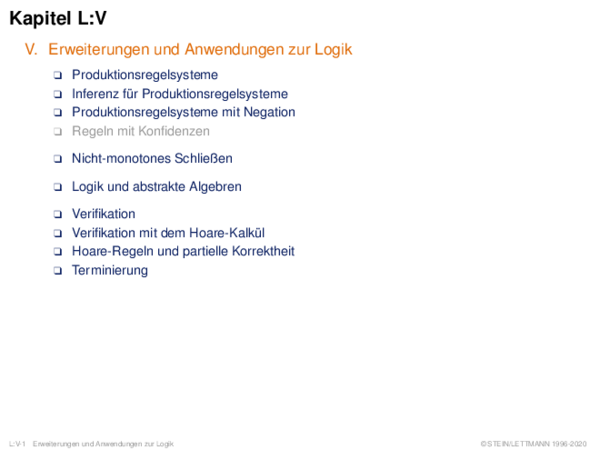 Kapitel L:V
V. Erweiterungen und Anwendungen zur Logik
❑ Produktionsregelsysteme
❑ Inferenz für Produktionsregelsysteme
❑ Produktionsregelsysteme mit Negation
❑ Regeln mit Konfidenzen
❑ Nicht-monotones Schließen
❑ Logik und abstrakte Algebren
❑ Verifikation
❑ Verifikation mit dem Hoare-Kalkül
❑ Hoare-Regeln und partielle Korrektheit
❑ Terminierung
L:V-1 Erweiterungen und Anwendungen zur Logik ©STEIN/LETTMANN 1996-2020